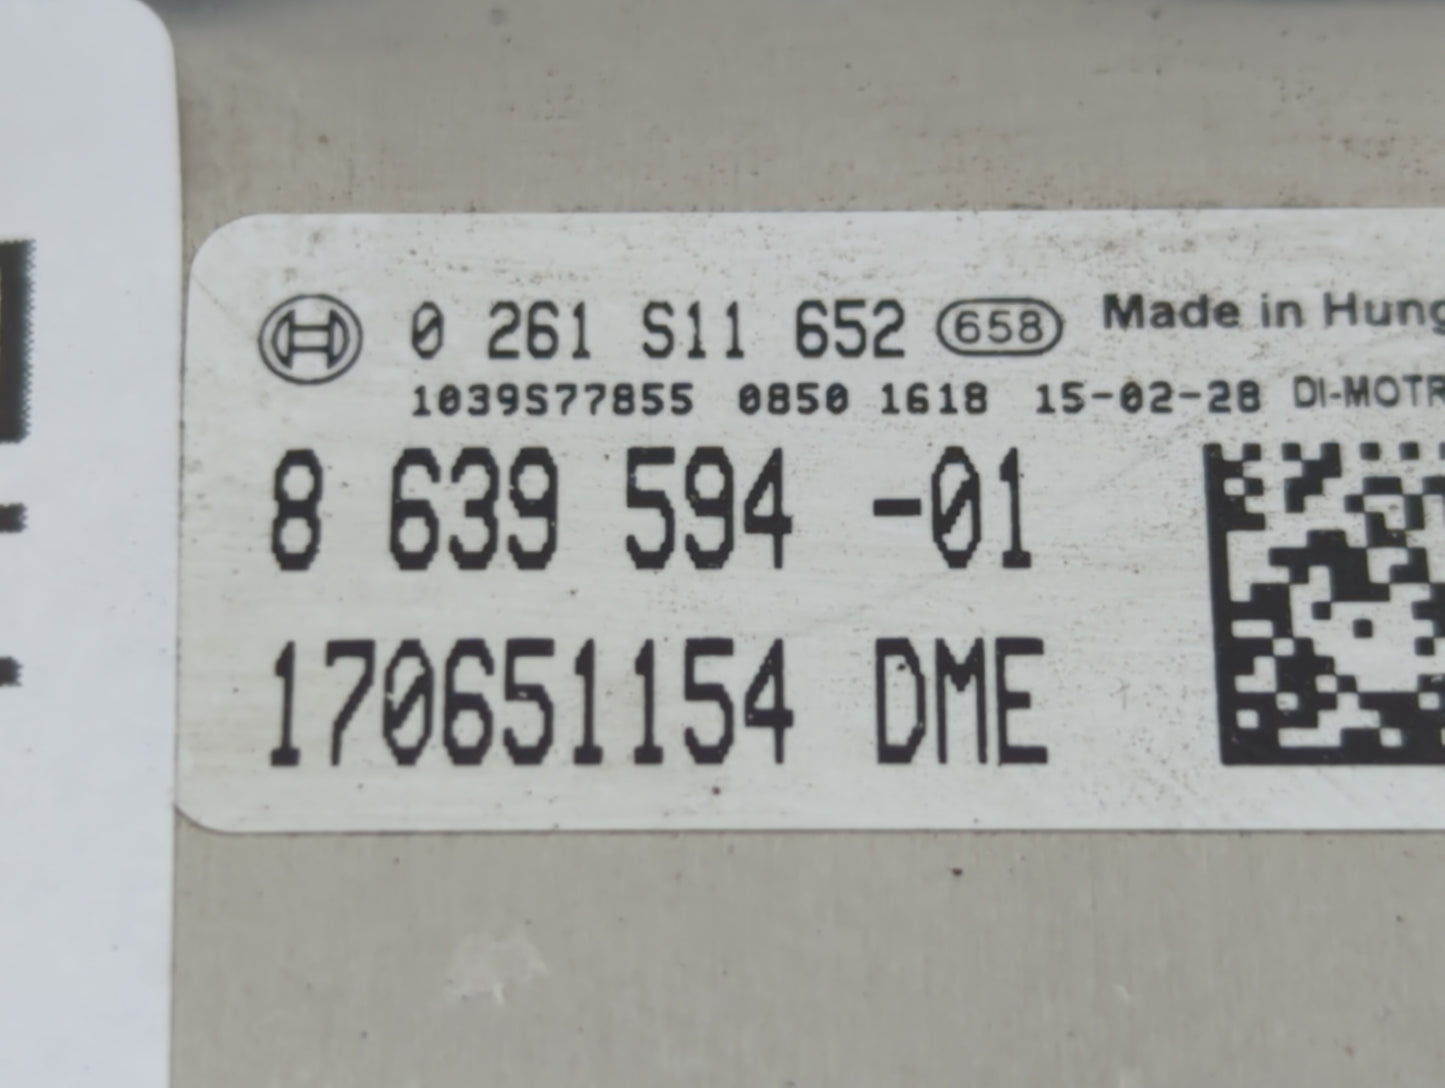 0 261 S11 652 658 Made in Hung
1039S77855 0850 1618 15-02-28 DI-MOTR
8 639 594 -01
170651154 DME